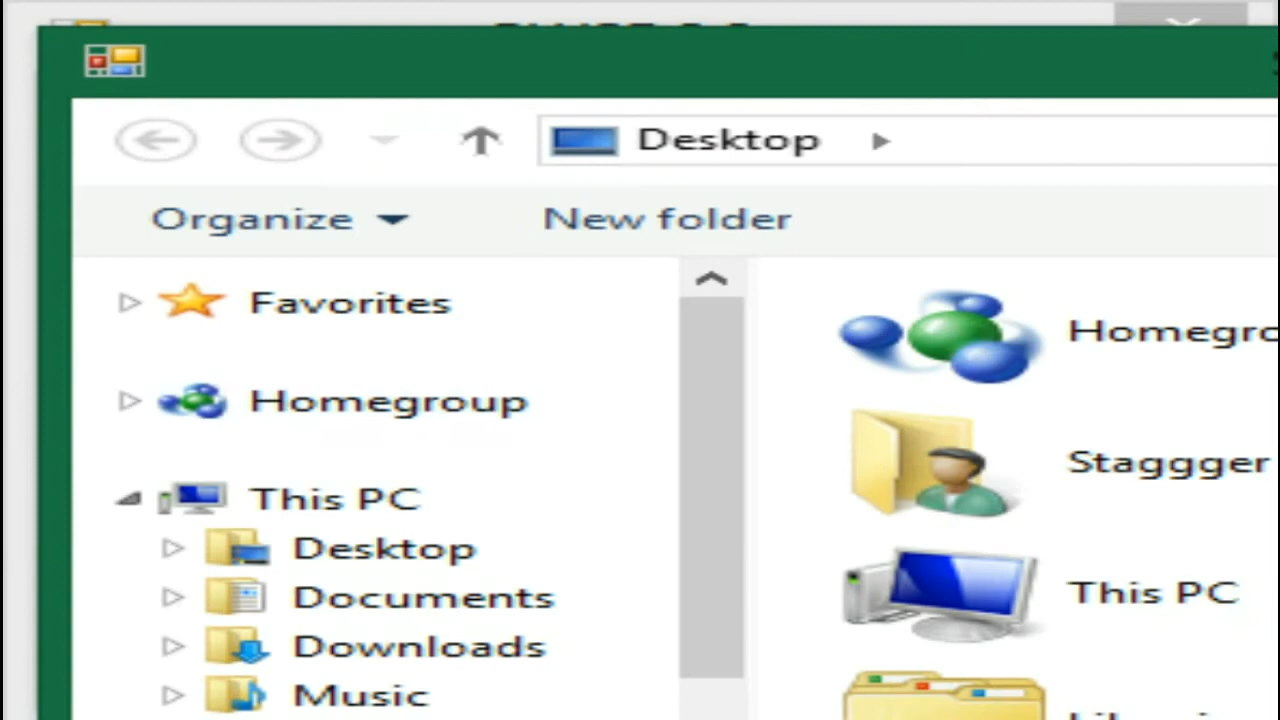 Desktop
Organize
New folder
Favorites
Homegroup
This PC
Desktop
Documents
Downloads
Music
Homegro
Staggger
This PC